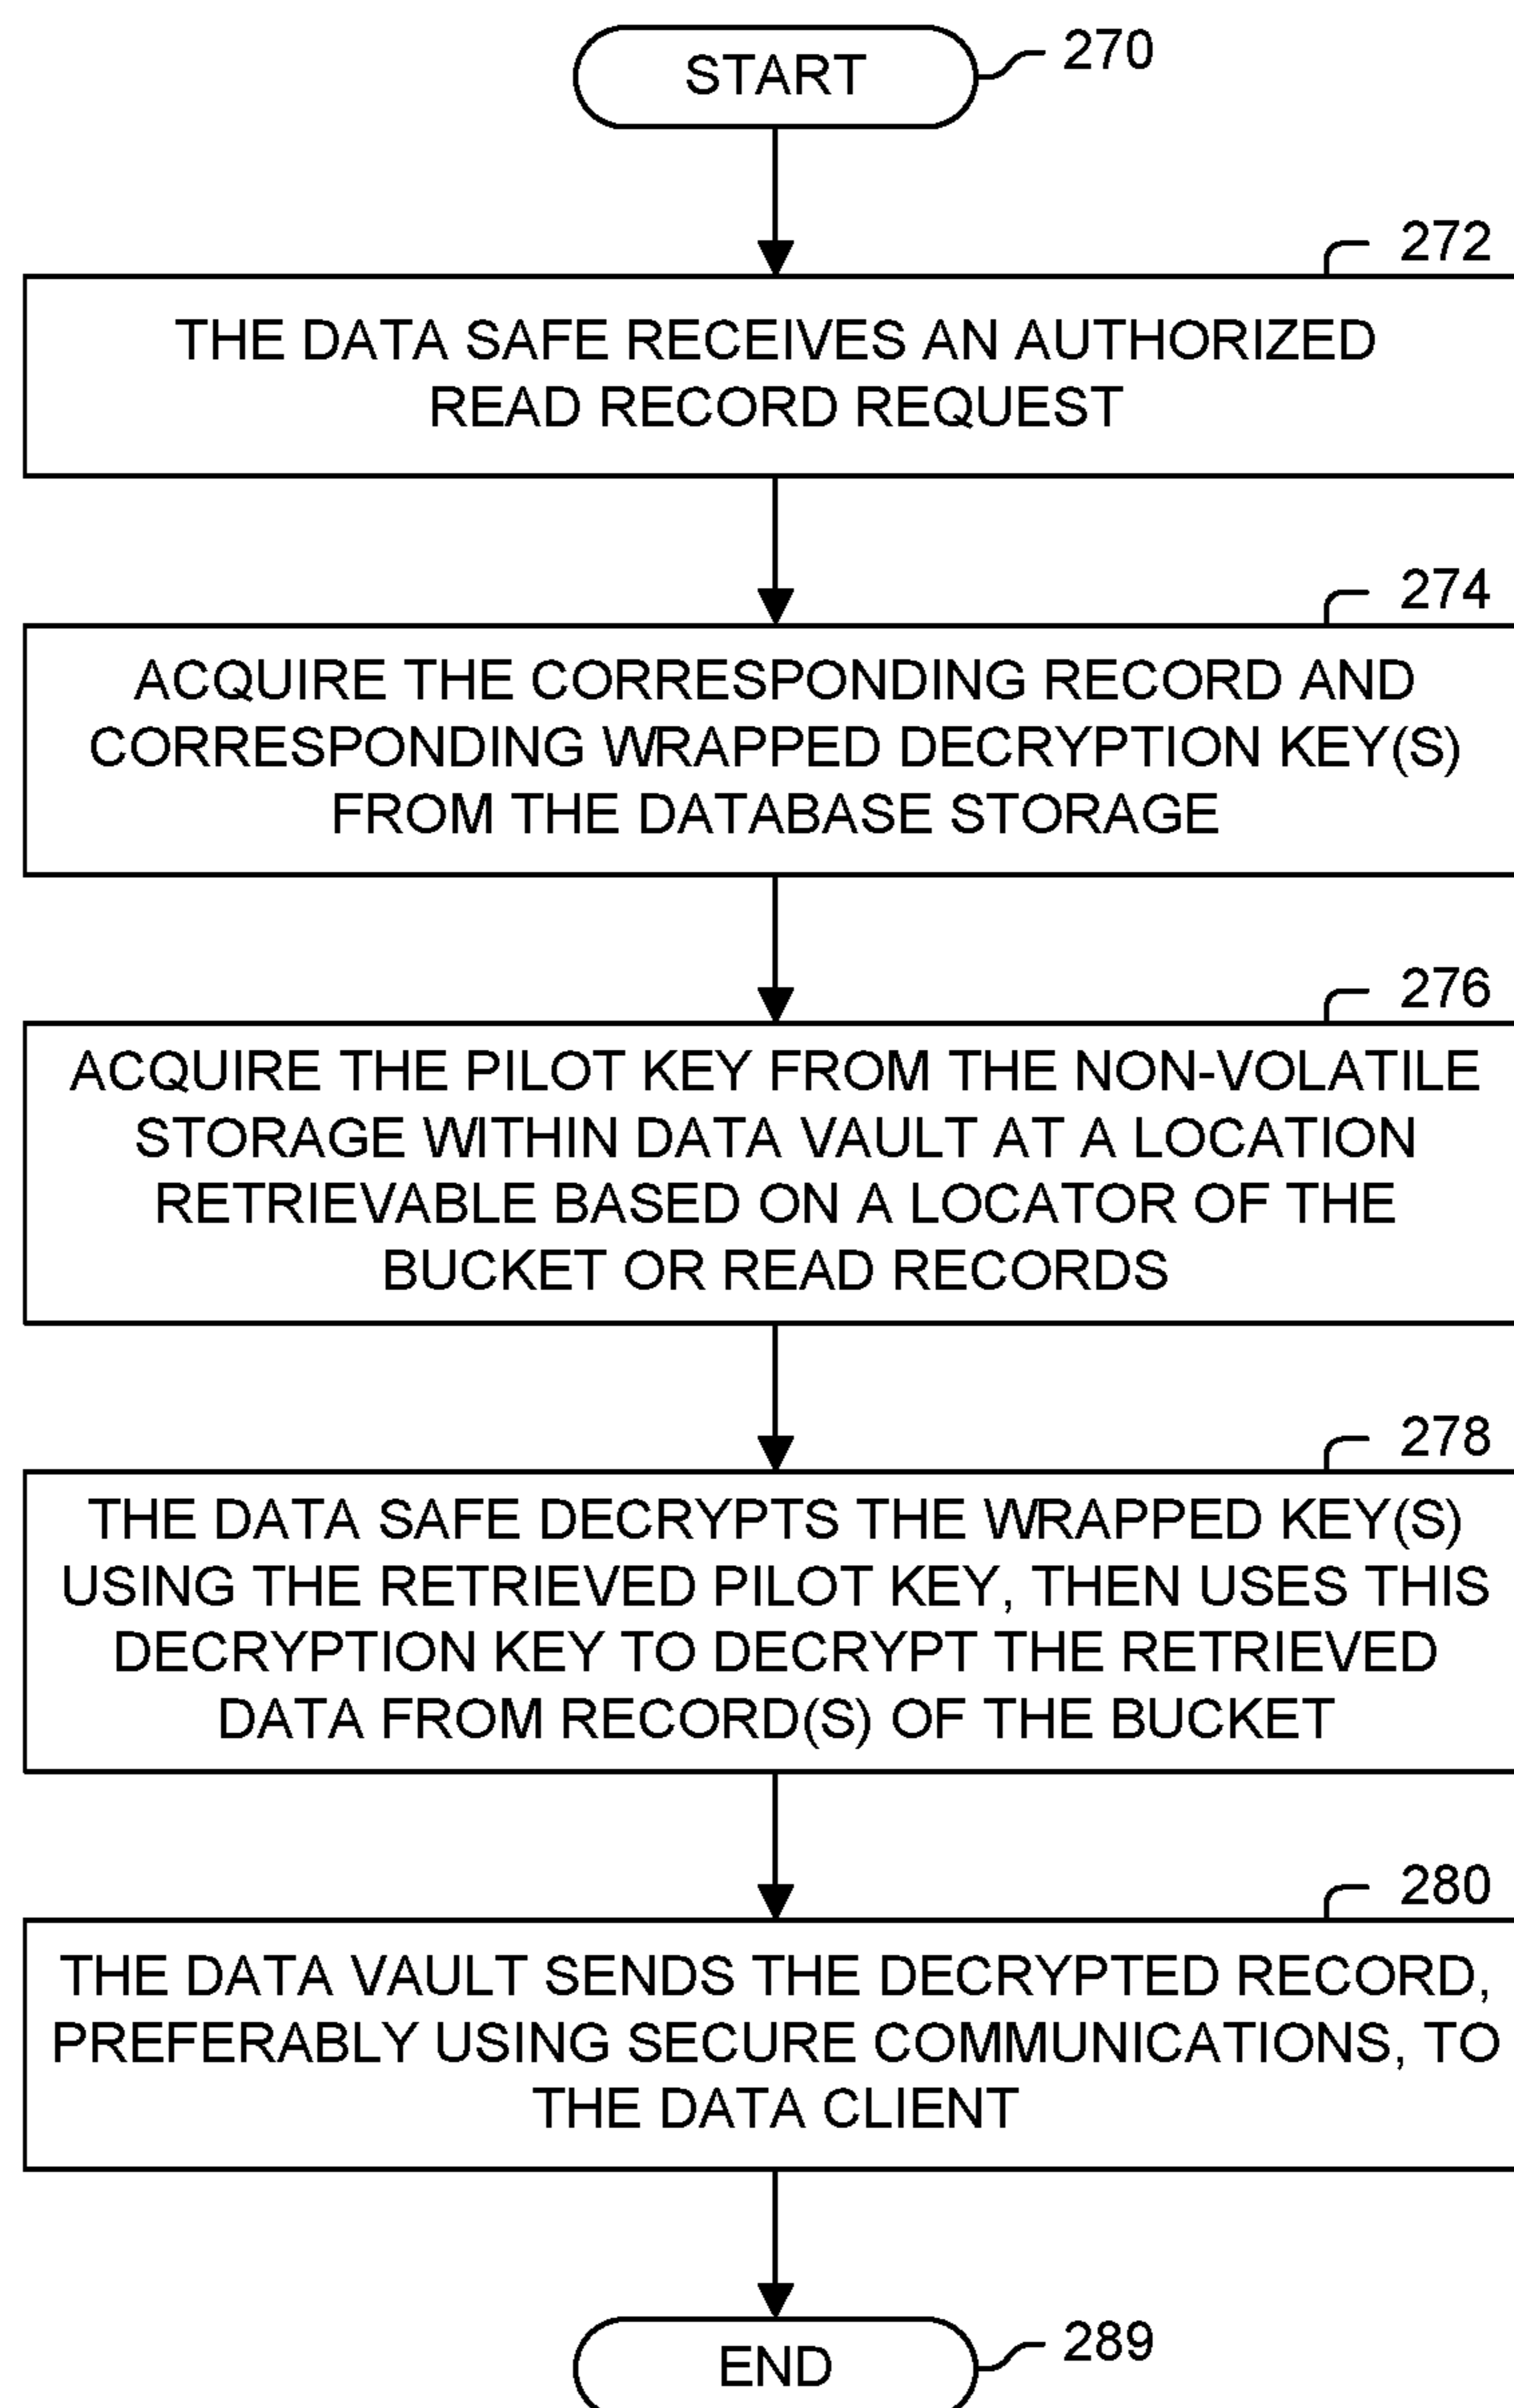 START
270
272
THE DATA SAFE RECEIVES AN AUTHORIZED
READ RECORD REQUEST
274
ACQUIRE THE CORRESPONDING RECORD AND
CORRESPONDING WRAPPED DECRYPTION KEY(S)
FROM THE DATABASE STORAGE
276
ACQUIRE THE PILOT KEY FROM THE NON-VOLATILE
STORAGE WITHIN DATA VAULT AT A LOCATION
RETRIEVABLE BASED ON A LOCATOR OF THE
BUCKET OR READ RECORDS
278
THE DATA SAFE DECRYPTS THE WRAPPED KEY(S)
USING THE RETRIEVED PILOT KEY, THEN USES THIS
DECRYPTION KEY TO DECRYPT THE RETRIEVED
DATA FROM RECORD(S) OF THE BUCKET
280
THE DATA VAULT SENDS THE DECRYPTED RECORD,
PREFERABLY USING SECURE COMMUNICATIONS, TO
THE DATA CLIENT
END
289